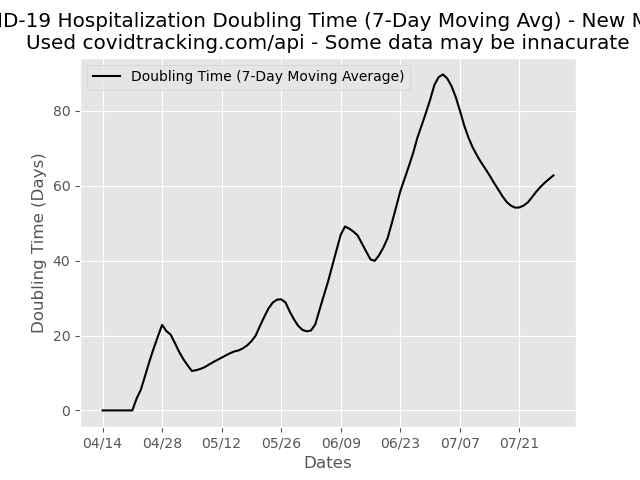 ID-19 Hospitalization Doubling Time (7-Day Moving Avg) - New M
Used covidtracking.com/api - Some data may be innacurate
Doubling Time (7-Day Moving Average)
Doubling Time (Days)
80
60
40
20
0
04/14 04/28 05/12 05/26 06/09 06/23 07/07 07/21
Dates